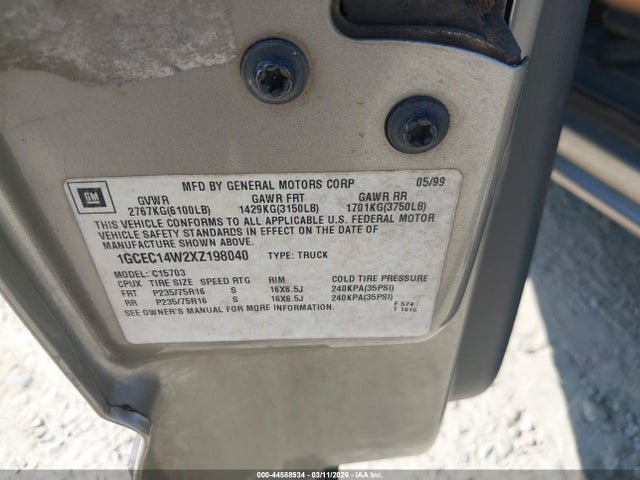 GM
MFD BY GENERAL MOTORS CORP 05/99
GVWR GAWR FRT GAWR RR
2767KG(6100LB) 1429KG(3150LB) 1701KG(3750LB)
THIS VEHICLE CONFORMS TO ALL APPLICABLE U.S. FEDERAL MOTOR
VEHICLE SAFETY STANDARDS IN EFFECT ON THE DATE OF
MANUFACTURE SHOWN ABOVE.
1GCEC14W2XZ198040 TYPE: TRUCK
MODEL: C15703
CPUX TIRE SIZE SPEED RTG RIM COLD TIRE PRESSURE
FRT P235/75R16 S 16X6.5J 240KPA(35PSI)
RR P235/75R16 S 16X6.5J 240KPA(35PSI)
SEE OWNER'S MANUAL FOR MORE INFORMATION.
F 574
T 1615
000-44588934 - 03/11/2026 - COPYRIGHT IAA, Inc.